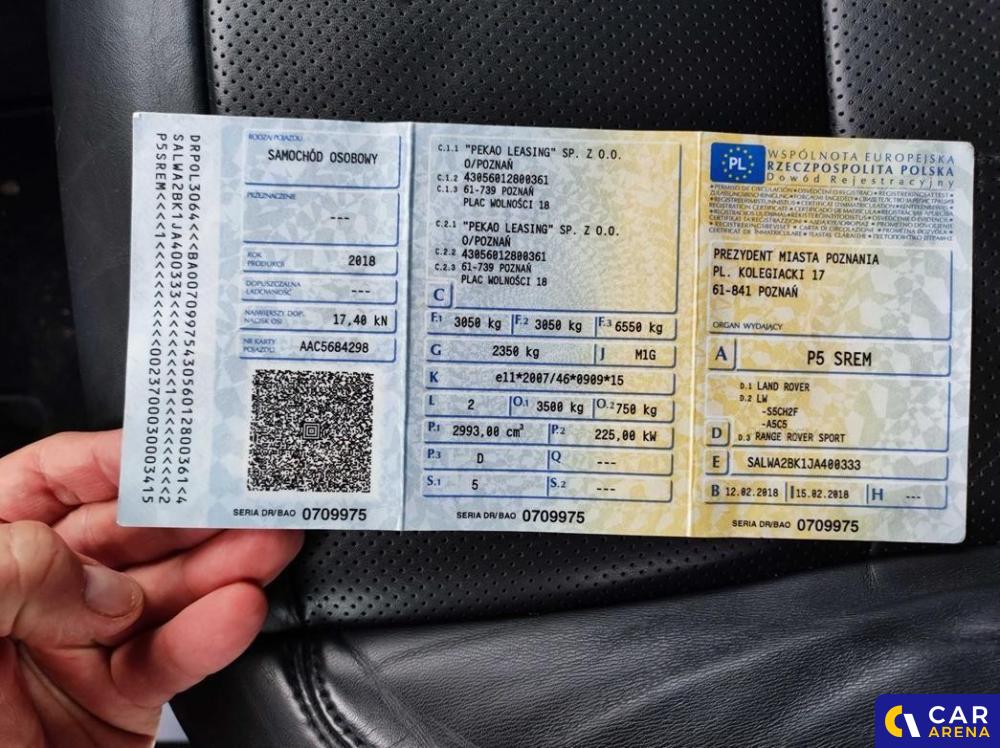 DRPOL3064<<<BA00709975430560128003​61<4
SALWA2BK1JA400333<<<
P5SREM<<<<1<<<
RODZAJ POJAZDU
SAMOCHÓD OSOBOWY
PRZEZNACZENIE
---
ROK PRODUKCJI 2018
DOPUSZCZALNA ŁADOWNOŚĆ ---
NAJWIĘKSZY DOP. NACISK OSI 17,40 kN
NR KARTY POJAZDU AAC5684298
SERIA DR/BAO 0709975
C.1.1 "PEKAO LEASING" SP. Z O.O.
O/POZNAŃ
C.1.2 43056012800361
C.1.3 61-739 POZNAŃ
PLAC WOLNOŚCI 18
C.2.1 "PEKAO LEASING" SP. Z O.O.
O/POZNAŃ
C.2.2 43056012800361
C.2.3 61-739 POZNAŃ
PLAC WOLNOŚCI 18
C
F.1 3050 kg F.2 3050 kg F.3 6550 kg
G 2350 kg J M1G
K e11*2007/46*0909*15
L 2 O.1 3500 kg O.2 750 kg
P.1 2993,00 cm³ P.2 225,00 kW
P.3 D Q ---
S.1 5 S.2 ---
SERIA DR/BAO 0709975
PL
WSPÓLNOTA EUROPEJSKA
RZECZPOSPOLITA POLSKA
Dowód Rejestracyjny
PREZYDENT MIASTA POZNANIA
PL. KOLEGIACKI 17
61-841 POZNAŃ
ORGAN WYDAJĄCY
A P5 SREM
D.1 LAND ROVER
D.2 LW
-S5CH2F
-A5C5
D D.3 RANGE ROVER SPORT
E SALWA2BK1JA400333
B 12.02.2018 I 15.02.2018 H ---
SERIA DR/BAO 0709975
CAR
ARENA